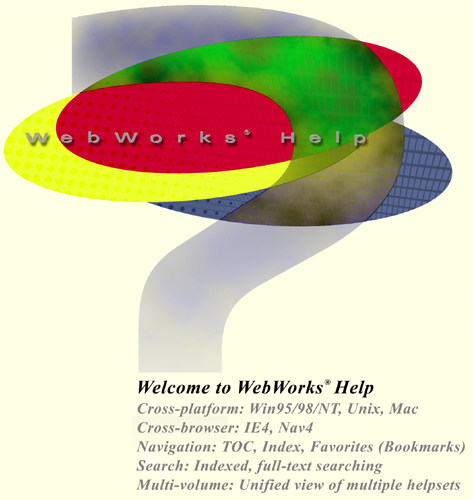 WebWorks® Help
Welcome to WebWorks® Help
Cross-platform: Win95/98/NT, Unix, Mac
Cross-browser: IE4, Nav4
Navigation: TOC, Index, Favorites (Bookmarks)
Search: Indexed, full-text searching
Multi-volume: Unified view of multiple helpsets